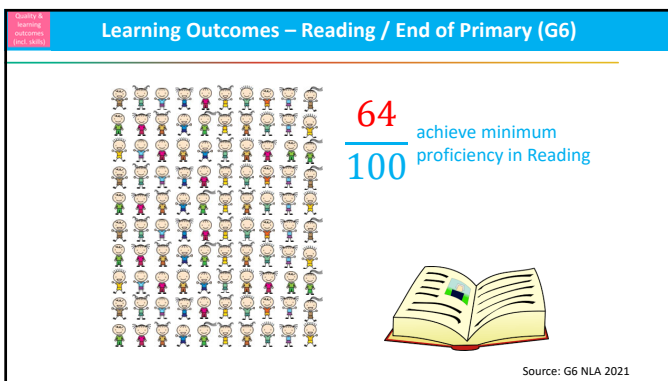 Quality &
learning
outcomes
(incl. skills)
Learning Outcomes – Reading / End of Primary (G6)
64
100
achieve minimum
proficiency in Reading
Source: G6 NLA 2021